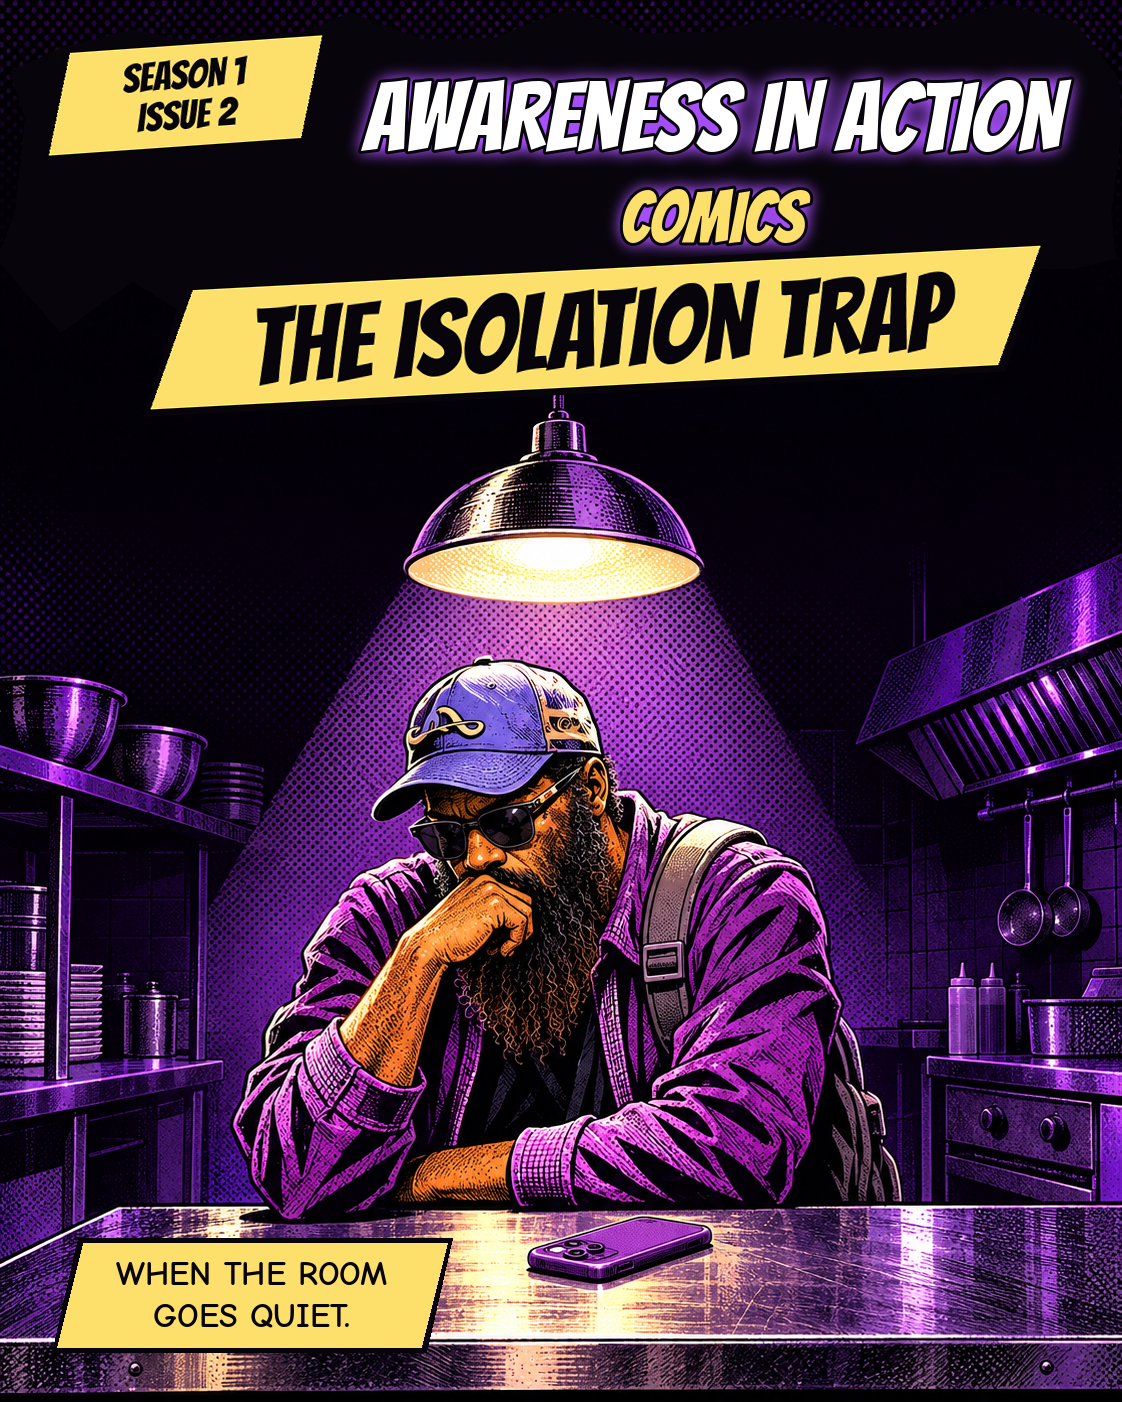 SEASON 1
ISSUE 2
AWARENESS IN ACTION
COMICS
THE ISOLATION TRAP
WHEN THE ROOM
GOES QUIET.